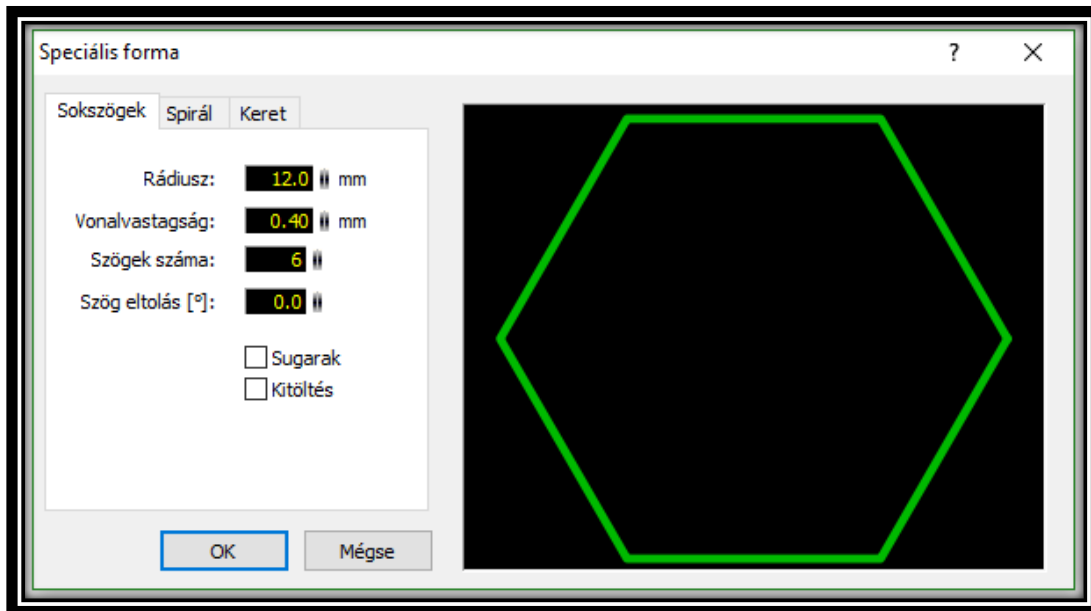 Speciális forma ?
Sokszögek Spirál Keret
Rádiusz: 12.0 mm
Vonalvastagság: 0.40 mm
Szögek száma: 6
Szög eltolás [°]: 0.0
Sugarak
Kitöltés
OK Mégse